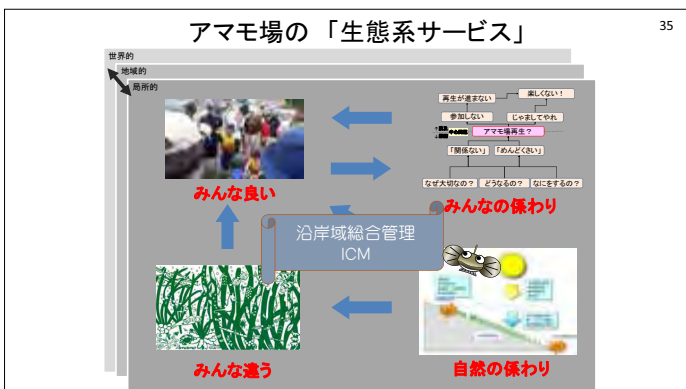 アマモ場の 「生態系サービス」
35
世界的
地域的
局所的
再生が進まない
楽しくない!
参加しない
じゃましてやれ
アマモ場再生?
「関係ない」
「めんどくさい」
なぜ大切なの?
どうなるの?
なにをするの?
みんな良い
みんなの係わり
沿岸域総合管理
ICM
みんな違う
自然の係わり